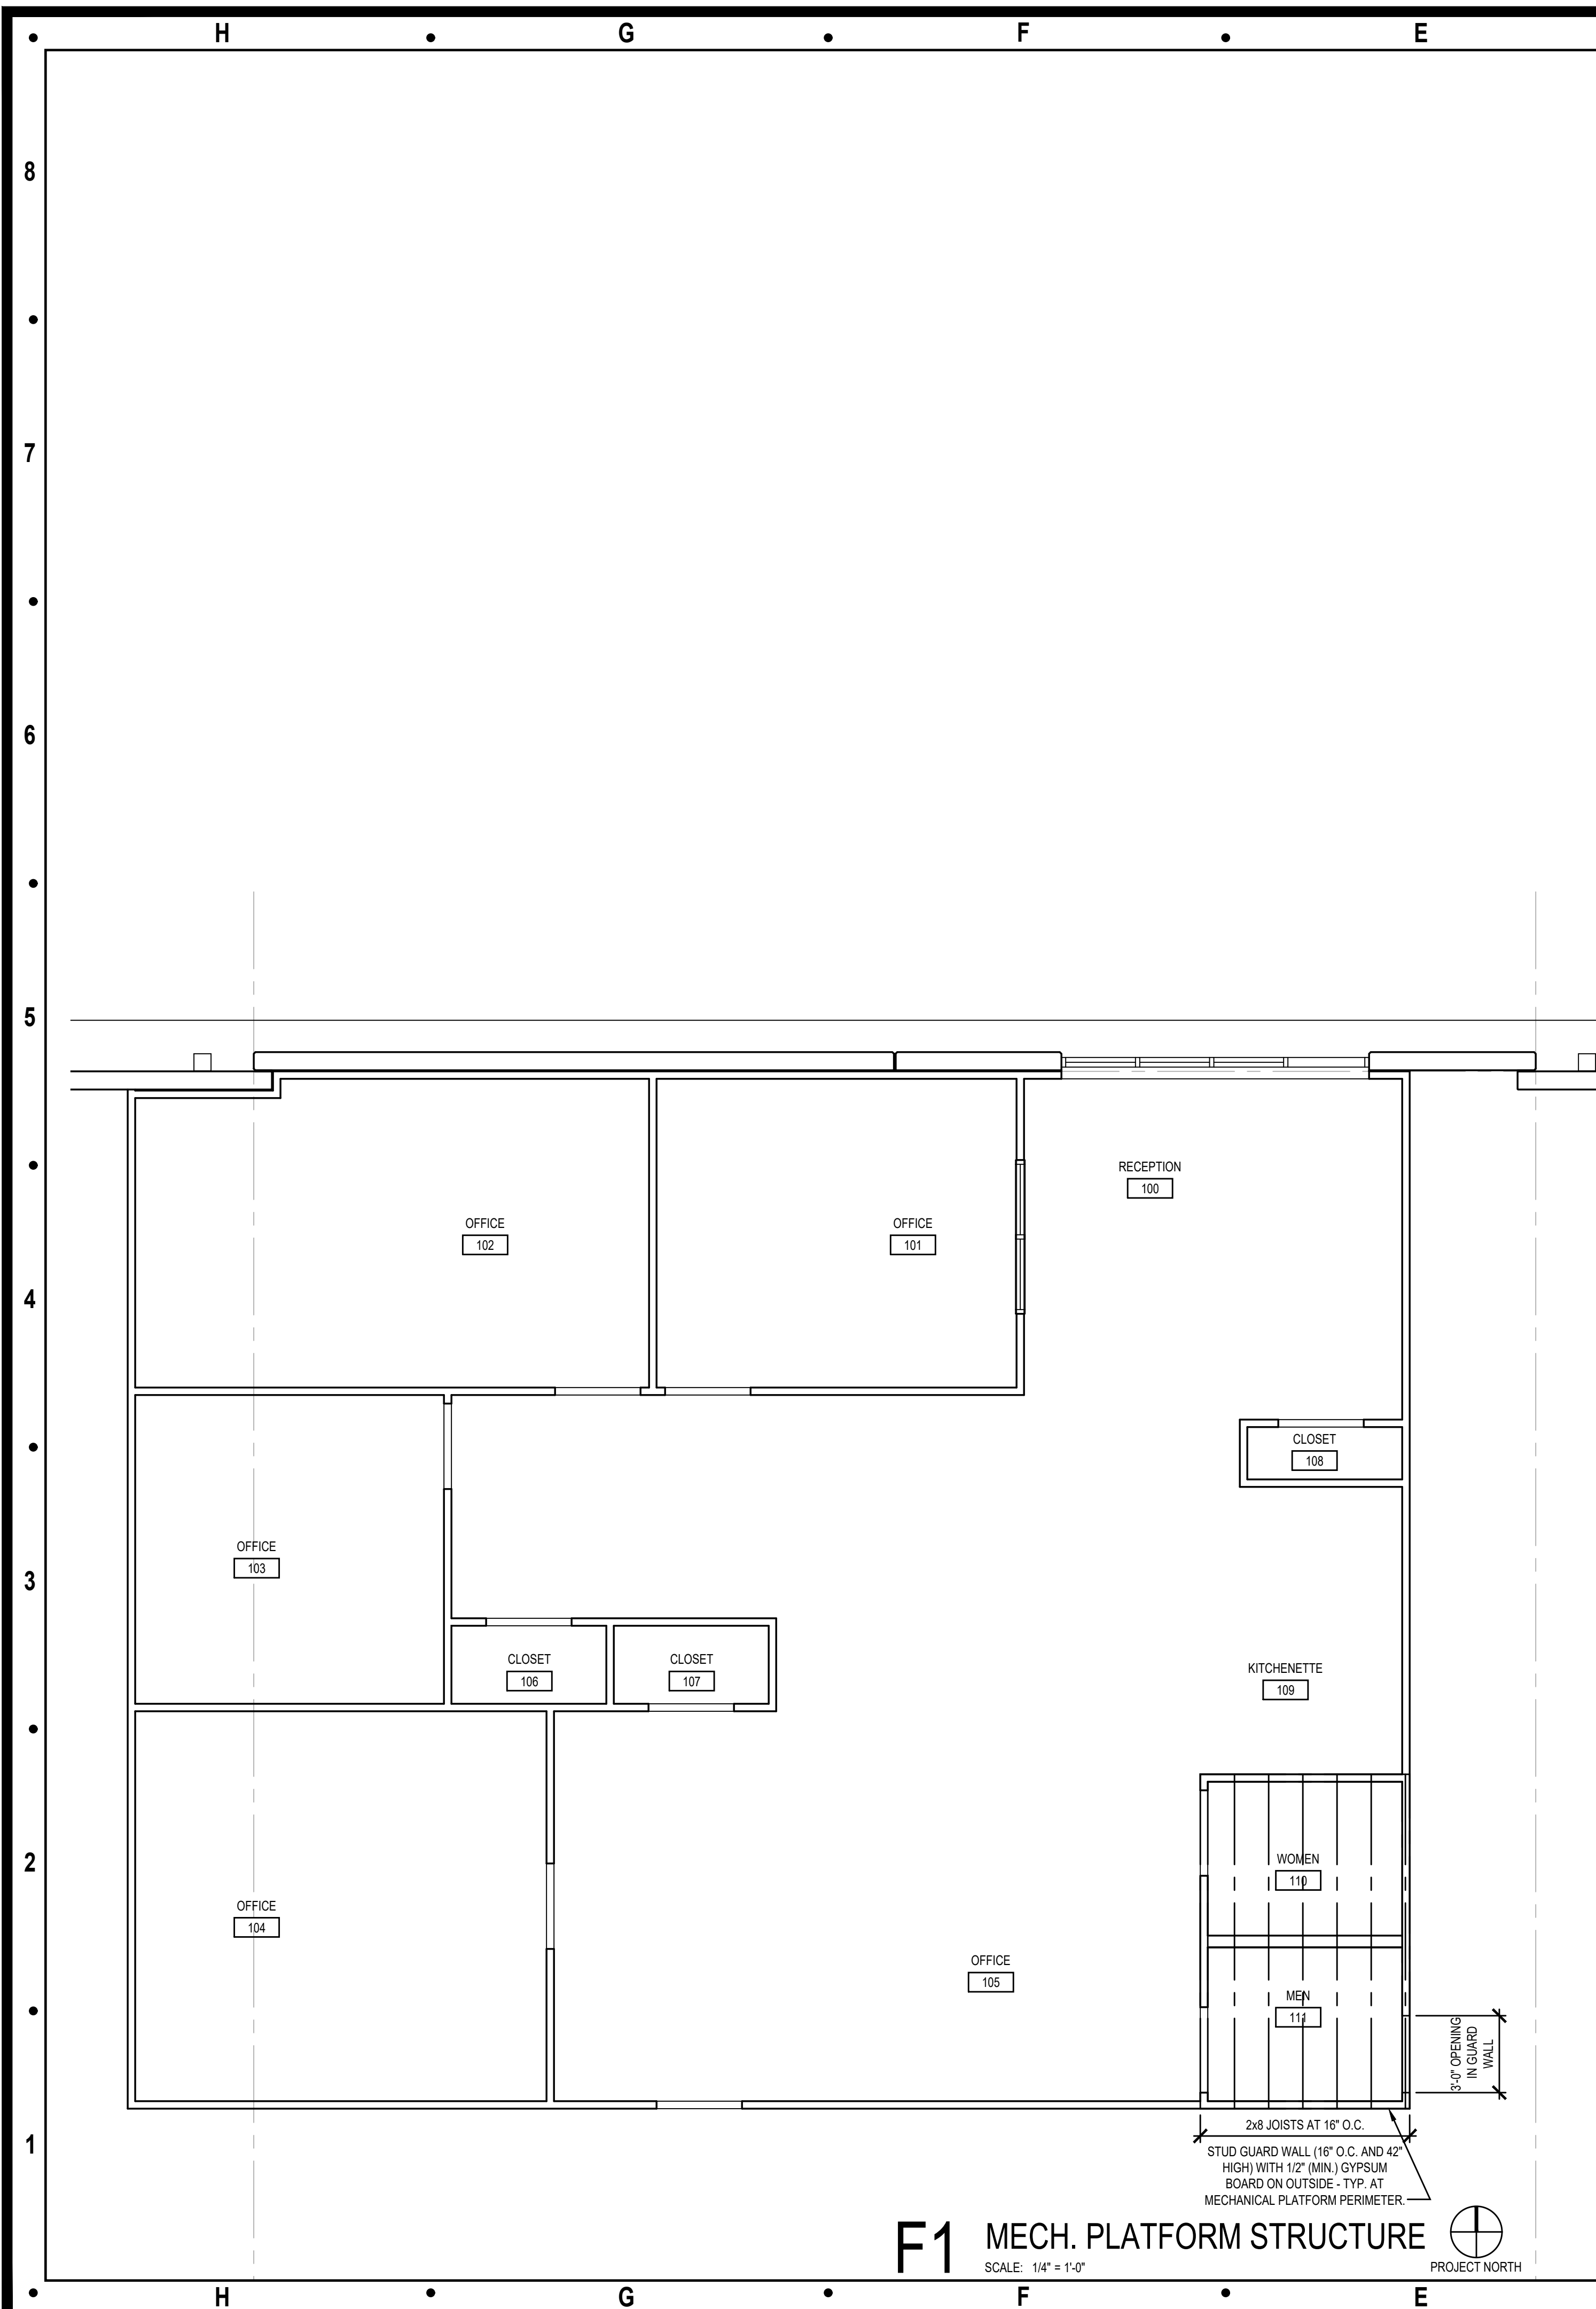 H G F E
8
7
6
5
RECEPTION
100
OFFICE
102
OFFICE
101
4
CLOSET
108
OFFICE
103
3
CLOSET
106
CLOSET
107
KITCHENETTE
109
2
WOMEN
110
OFFICE
104
OFFICE
105
MEN
111
3'-0" OPENING
IN GUARD
WALL
1
2x8 JOISTS AT 16" O.C.
STUD GUARD WALL (16" O.C. AND 42"
HIGH) WITH 1/2" (MIN.) GYPSUM
BOARD ON OUTSIDE - TYP. AT
MECHANICAL PLATFORM PERIMETER.
F1 MECH. PLATFORM STRUCTURE
SCALE: 1/4" = 1'-0"
PROJECT NORTH
H G F E